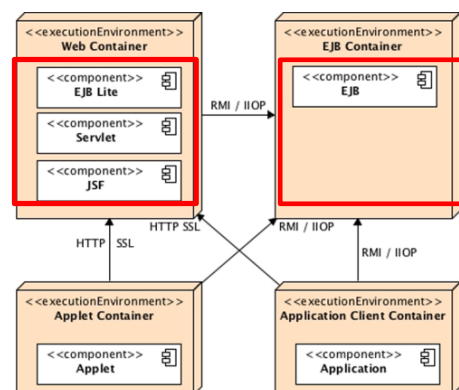 <<executionEnvironment>>
Web Container
<<component>>
EJB Lite
<<component>>
Servlet
<<component>>
JSF
RMI / IIOP
<<executionEnvironment>>
EJB Container
<<component>>
EJB
HTTP SSL
HTTP SSL
RMI / IIOP
RMI / IIOP
<<executionEnvironment>>
Applet Container
<<component>>
Applet
<<executionEnvironment>>
Application Client Container
<<component>>
Application